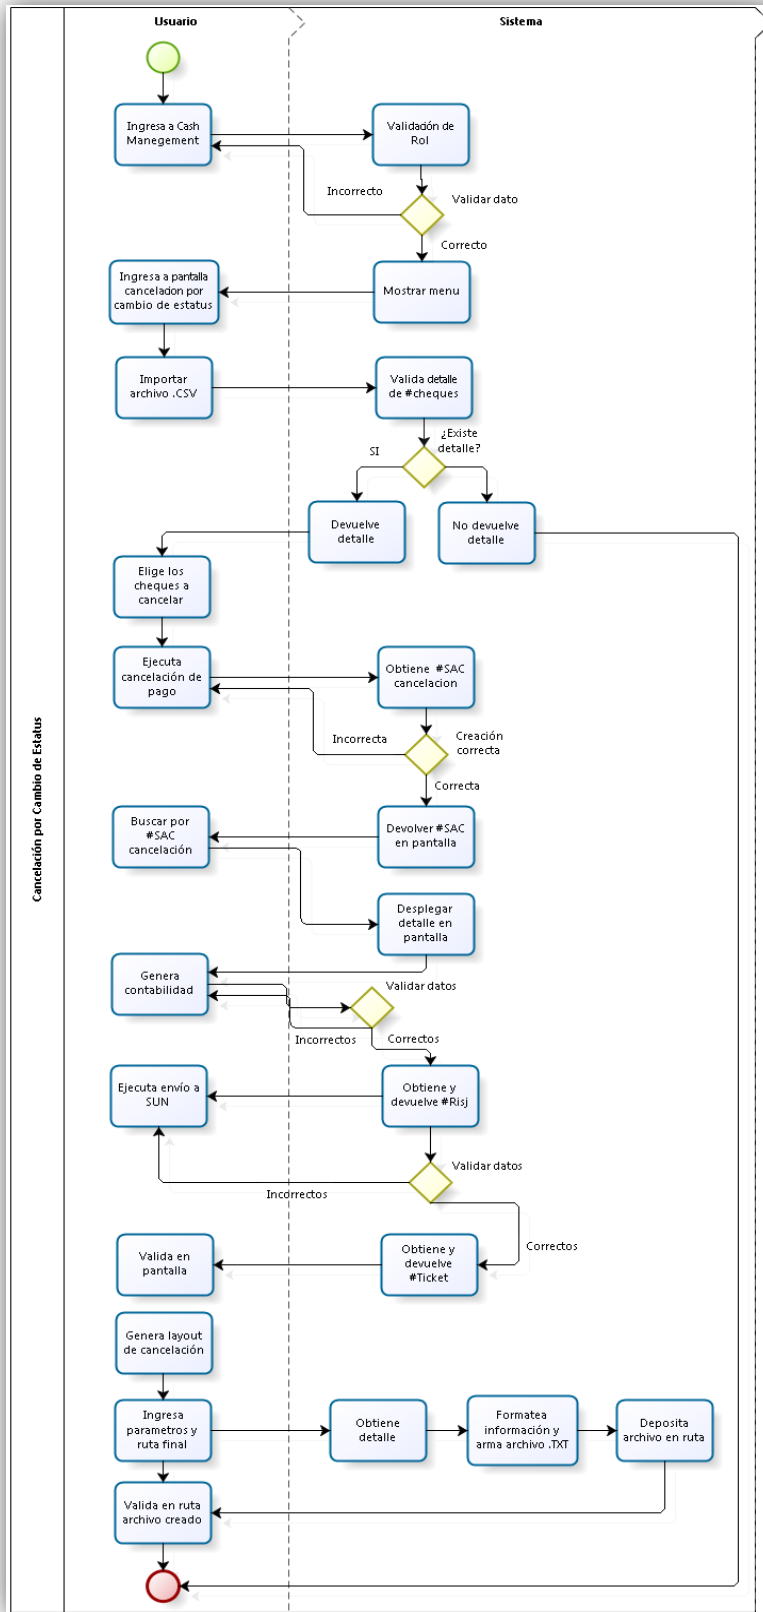 Usuario
Sistema
Cancelación por Cambio de Estatus
Ingresa a Cash
Manegement
Validación de
Rol
Incorrecto
Validar dato
Correcto
Ingresa a pantalla
cancelacion por
cambio de estatus
Mostrar menu
Importar
archivo .CSV
Valida detalle
de #cheques
¿Existe
detalle?
SI
Devuelve
detalle
No devuelve
detalle
Elige los
cheques a
cancelar
Ejecuta
cancelación de
pago
Obtiene #SAC
cancelacion
Incorrecta
Creación
correcta
Correcta
Buscar por
#SAC
cancelación
Devolver #SAC
en pantalla
Desplegar
detalle en
pantalla
Genera
contabilidad
Validar datos
Incorrectos
Correctos
Ejecuta envío a
SUN
Obtiene y
devuelve #Risj
Validar datos
Incorrectos
Correctos
Valida en
pantalla
Obtiene y
devuelve
#Ticket
Genera layout
de cancelación
Ingresa
parametros y
ruta final
Obtiene
detalle
Formatea
información y
arma archivo .TXT
Deposita
archivo en ruta
Valida en ruta
archivo creado